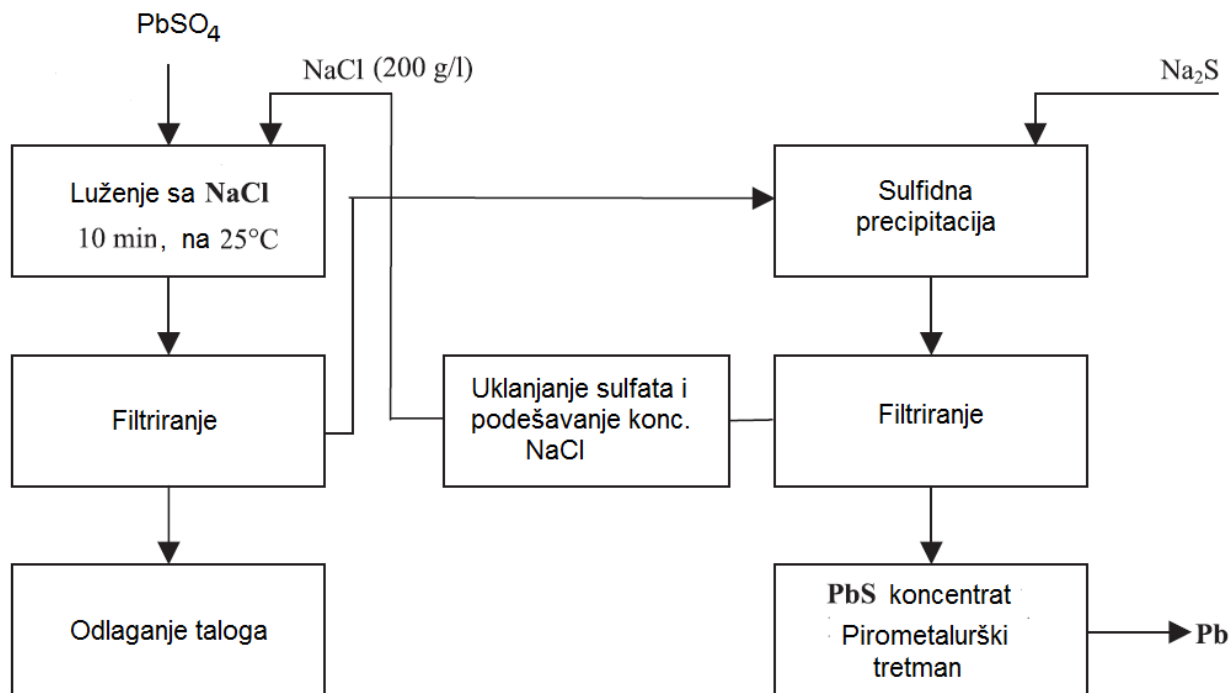 PbSO₄
NaCl (200 g/l)
Na₂S
Luženje sa NaCl
10 min, na 25°C
Sulfidna
precipitacija
Filtriranje
Uklanjanje sulfata i
podešavanje konc.
NaCl
Filtriranje
Odlaganje taloga
PbS koncentrat
Pirometalurški
tretman
Pb